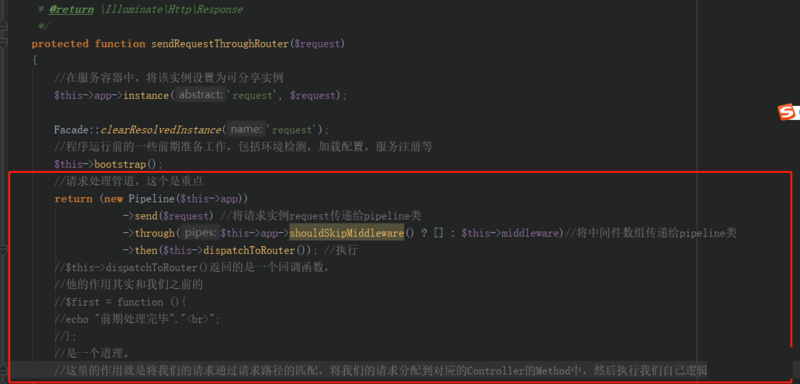 * @return \Illuminate\Http\Response
*/
protected function sendRequestThroughRouter($request)
{
//在服务容器中，将该实例设置为可分享实例
$this->app->instance( abstract: 'request', $request);
Facade::clearResolvedInstance( name: 'request');
//程序运行前的一些前期准备工作，包括环境检测，加载配置，服务注册等
$this->bootstrap();
//请求处理管道，这个是重点
return (new Pipeline($this->app))
->send($request) //将请求实例request传递给pipeline类
->through( pipes: $this->app->shouldSkipMiddleware() ? [] : $this->middleware)//将中间件数组传递给pipeline类
->then($this->dispatchToRouter()); //执行
//$this->dispatchToRouter()返回的是一个回调函数，
//他的作用其实和我们之前的
//$first = function (){
//echo "前期处理完毕"."<br>";
//};
//是一个道理。
//这里的作用就是将我们的请求通过请求路径的匹配，将我们的请求分配到对应的Controller的Method中，然后执行我们自己逻辑